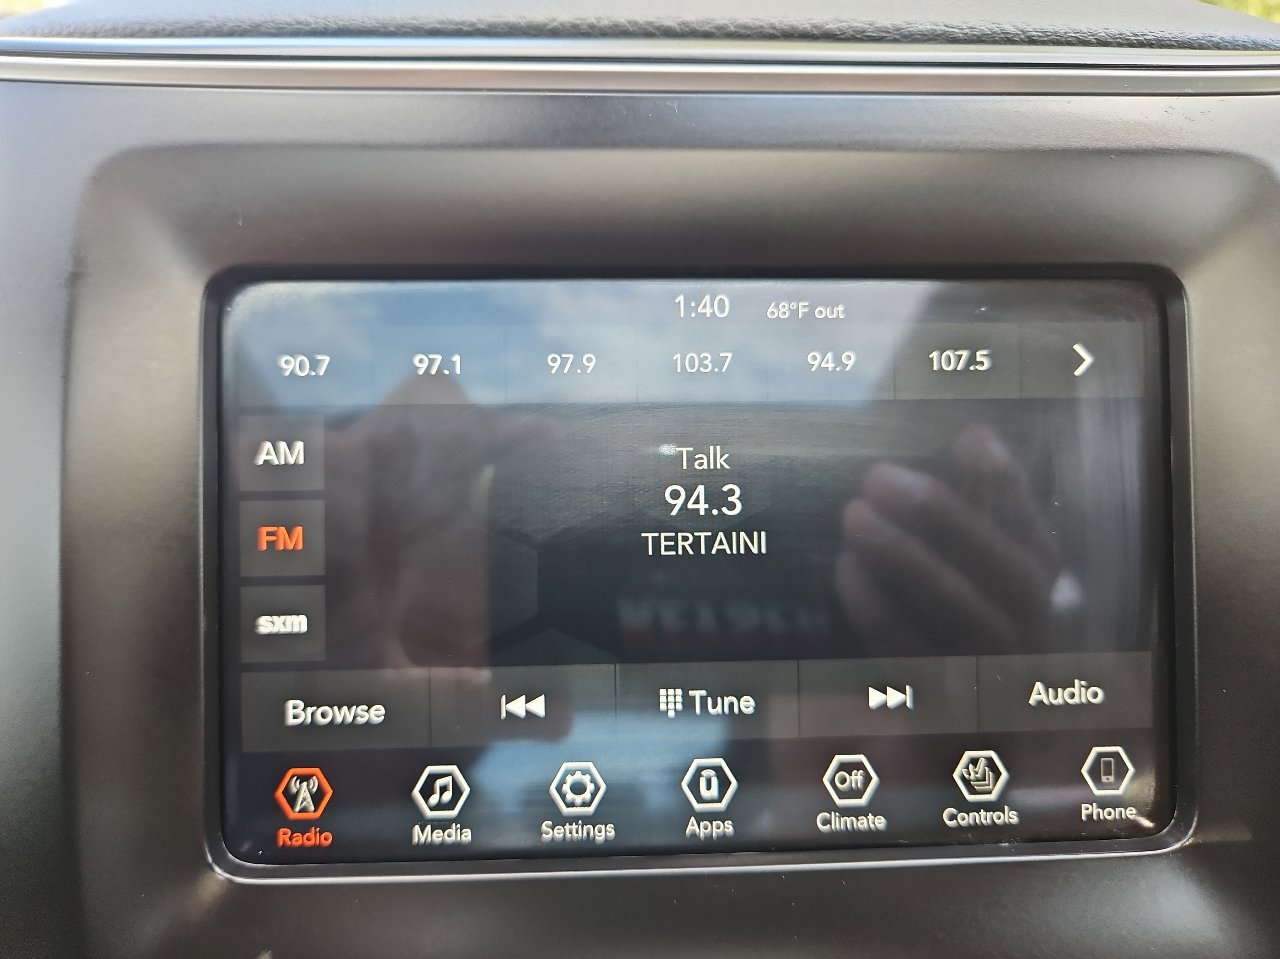 1:40 68°F out
90.7 97.1 97.9 103.7 94.9 107.5
AM
Talk
94.3
FM
TERTAINI
sxm
Browse Tune Audio
Off
Radio Media Settings Apps Climate Controls Phone